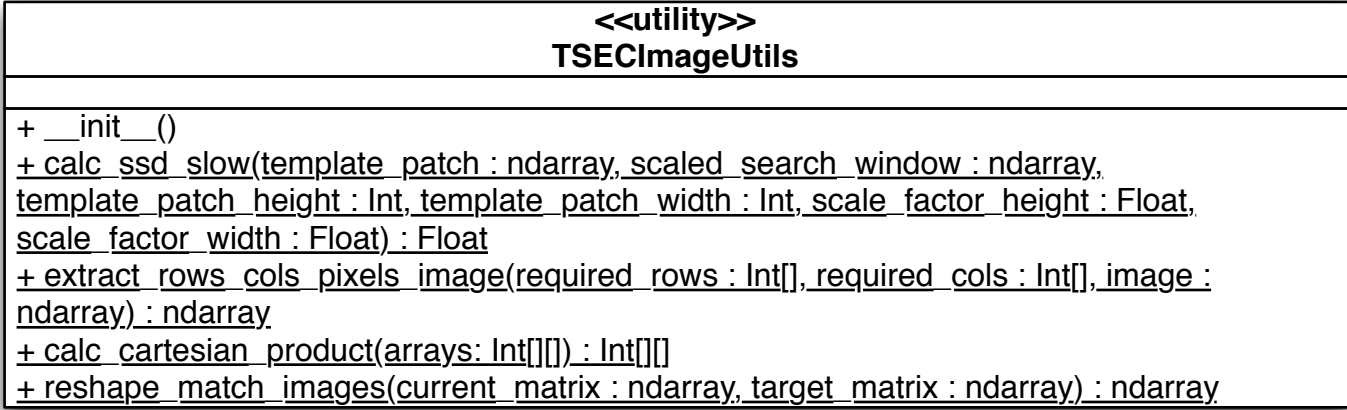 <<utility>>
TSECImageUtils
+ __init__()
+ calc_ssd_slow(template_patch : ndarray, scaled_search_window : ndarray,
template_patch_height : Int, template_patch_width : Int, scale_factor_height : Float,
scale_factor_width : Float) : Float
+ extract_rows_cols_pixels_image(required_rows : Int[], required_cols : Int[], image :
ndarray) : ndarray
+ calc_cartesian_product(arrays: Int[][]) : Int[][]
+ reshape_match_images(current_matrix : ndarray, target_matrix : ndarray) : ndarray